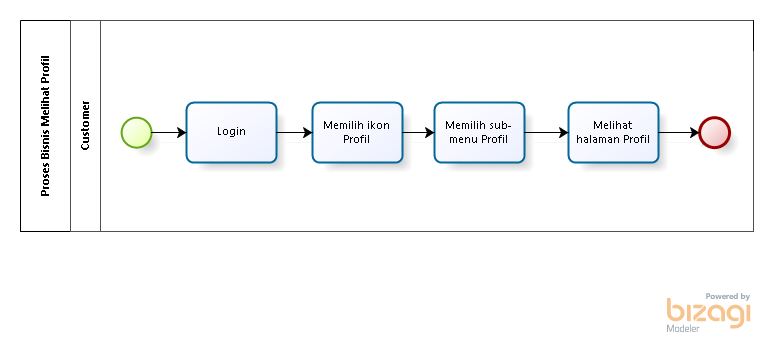 Proses Bisnis Melihat Profil
Customer
Login
Memilih ikon
Profil
Memilih sub-
menu Profil
Melihat
halaman Profil
Powered by
bizagi
Modeler